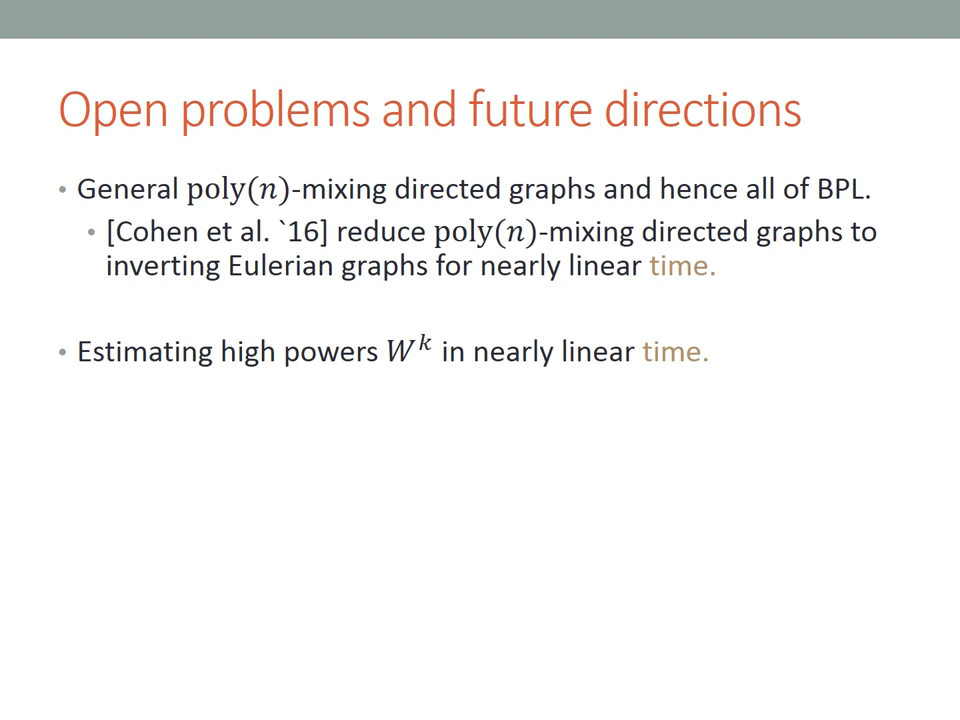 Open problems and future directions
• General poly(n)-mixing directed graphs and hence all of BPL.
• [Cohen et al. `16] reduce poly(n)-mixing directed graphs to
inverting Eulerian graphs for nearly linear time.
• Estimating high powers W^k in nearly linear time.